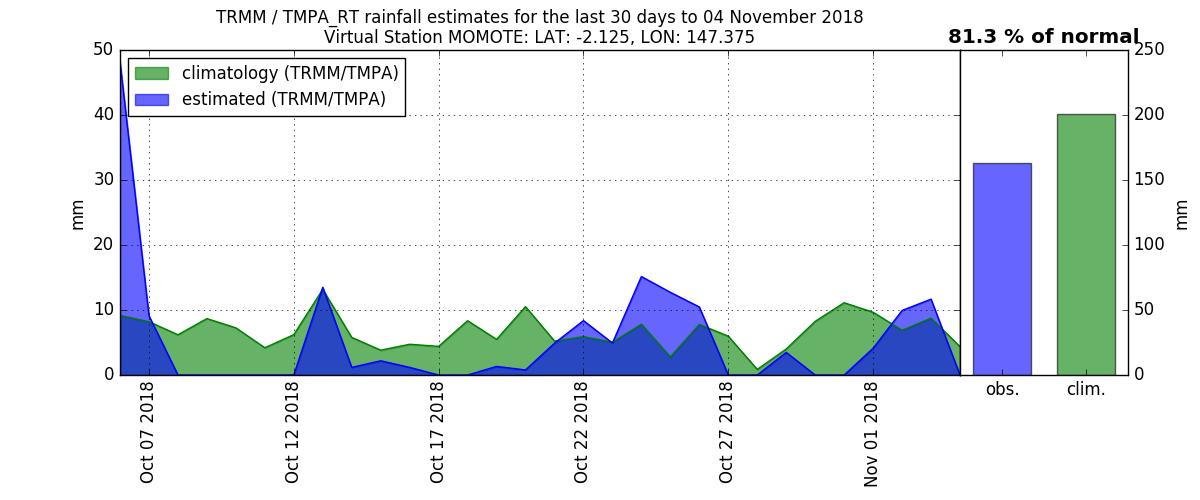 TRMM / TMPA_RT rainfall estimates for the last 30 days to 04 November 2018
Virtual Station MOMOTE: LAT: -2.125, LON: 147.375
81.3 % of normal
climatology (TRMM/TMPA)
estimated (TRMM/TMPA)
50
40
30
20
10
0
mm
Oct 07 2018
Oct 12 2018
Oct 17 2018
Oct 22 2018
Oct 27 2018
Nov 01 2018
obs.
clim.
250
200
150
100
50
0
mm